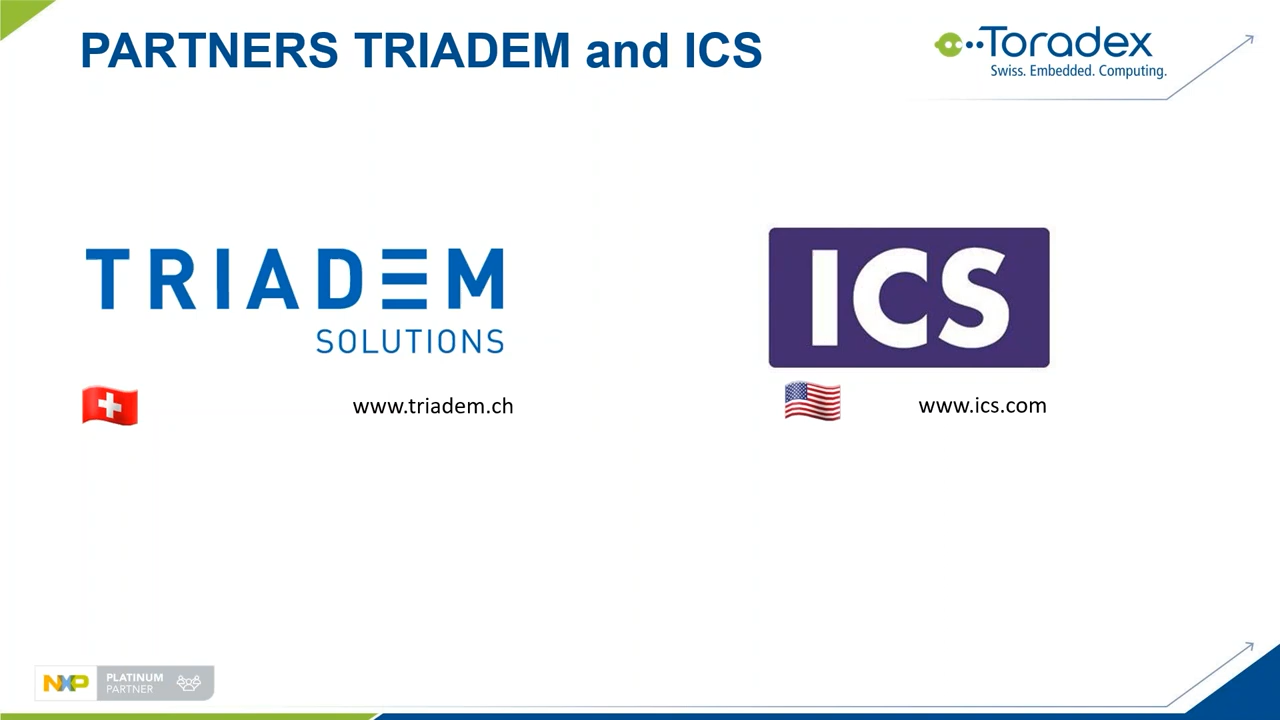 PARTNERS TRIADEM and ICS
Toradex
Swiss. Embedded. Computing.
TRIADEM
SOLUTIONS
ICS
www.triadem.ch
www.ics.com
NXP
PLATINUM
PARTNER